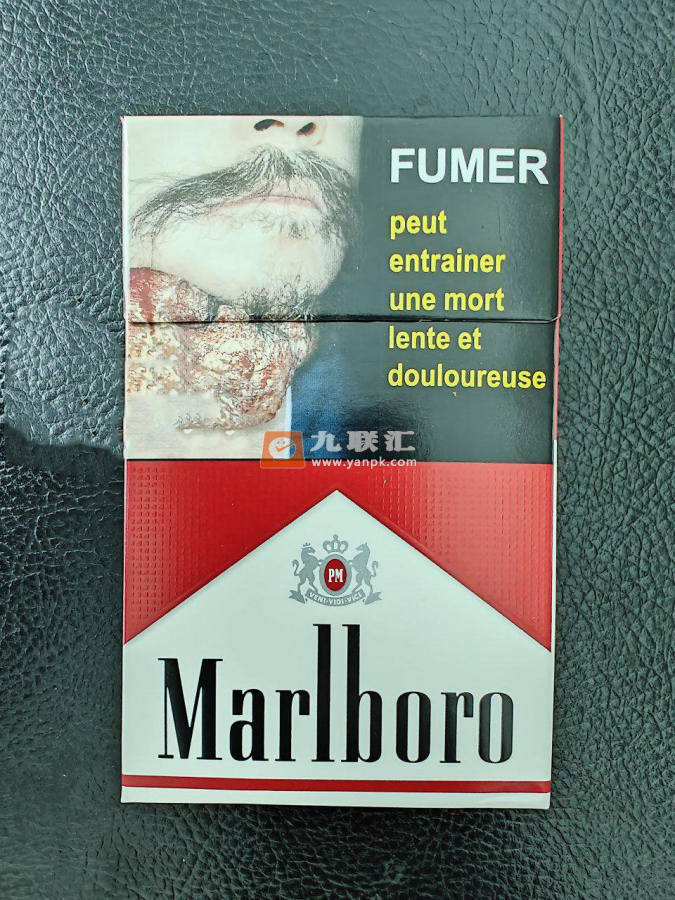 FUMER
peut
entrainer
une mort
lente et
douloureuse
九联汇
www.yanpk.com
PM
VENI·VIDI·VICI
Marlboro